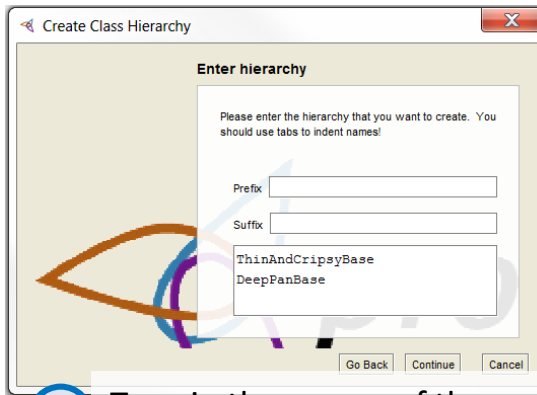 Create Class Hierarchy
Enter hierarchy
Please enter the hierarchy that you want to create. You
should use tabs to indent names!
Prefix
Suffix
ThinAndCripsyBase
DeepPanBase
Go Back Continue Cancel